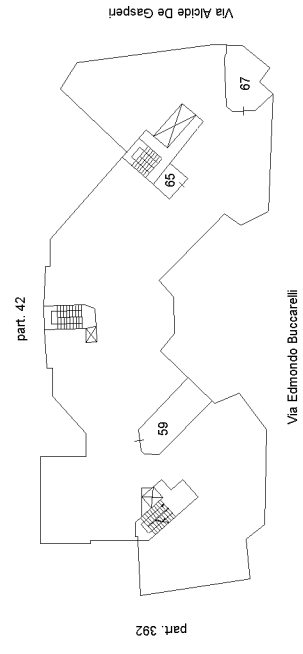 Via Alcide De Gasperi
67
65
part. 42
Via Edmondo Buccarelli
59
part. 392